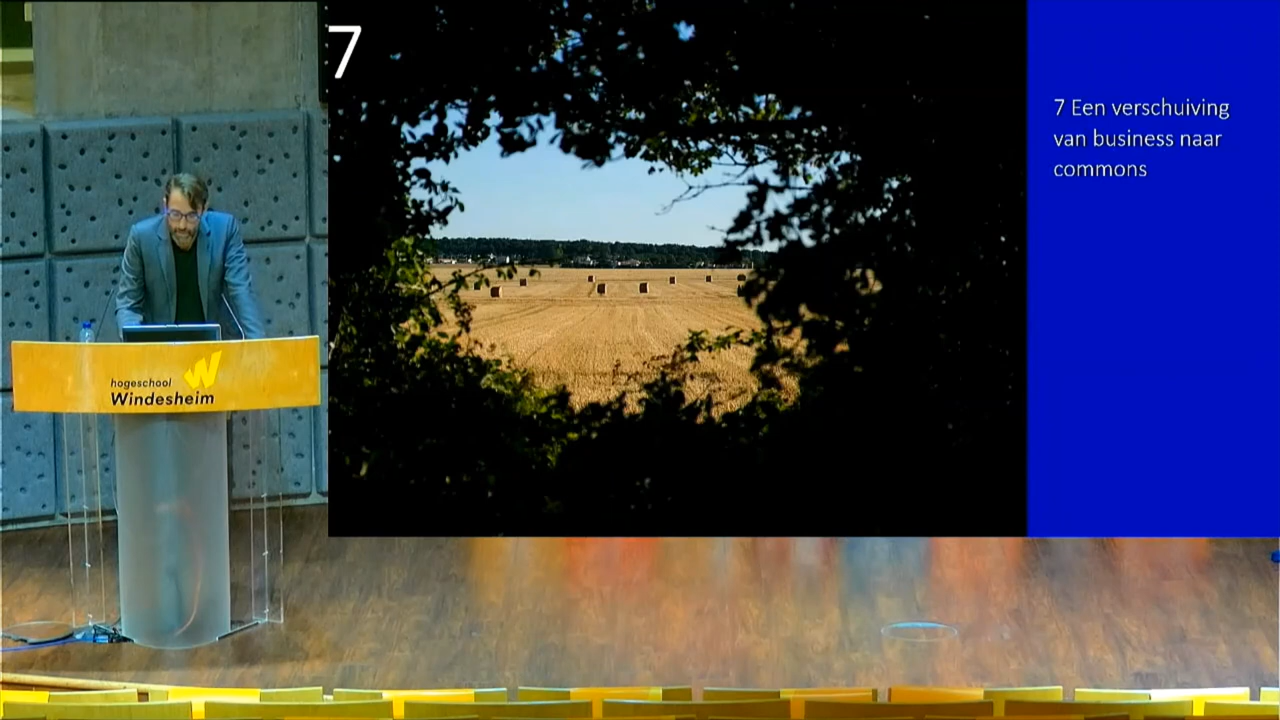 7
7 Een verschuiving
van business naar
commons
hogeschool
Windesheim